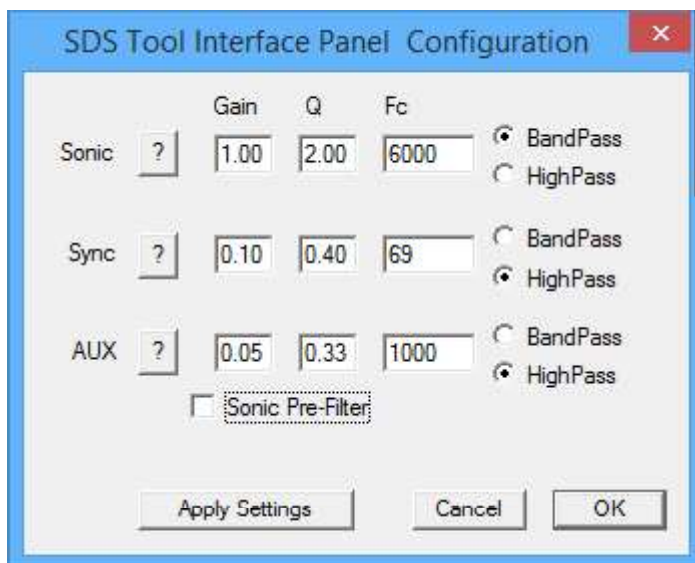 SDS Tool Interface Panel Configuration
Gain Q Fc
Sonic ? 1.00 2.00 6000 BandPass
HighPass
Sync ? 0.10 0.40 69 BandPass
HighPass
AUX ? 0.05 0.33 1000 BandPass
HighPass
Sonic Pre-Filter
Apply Settings Cancel OK